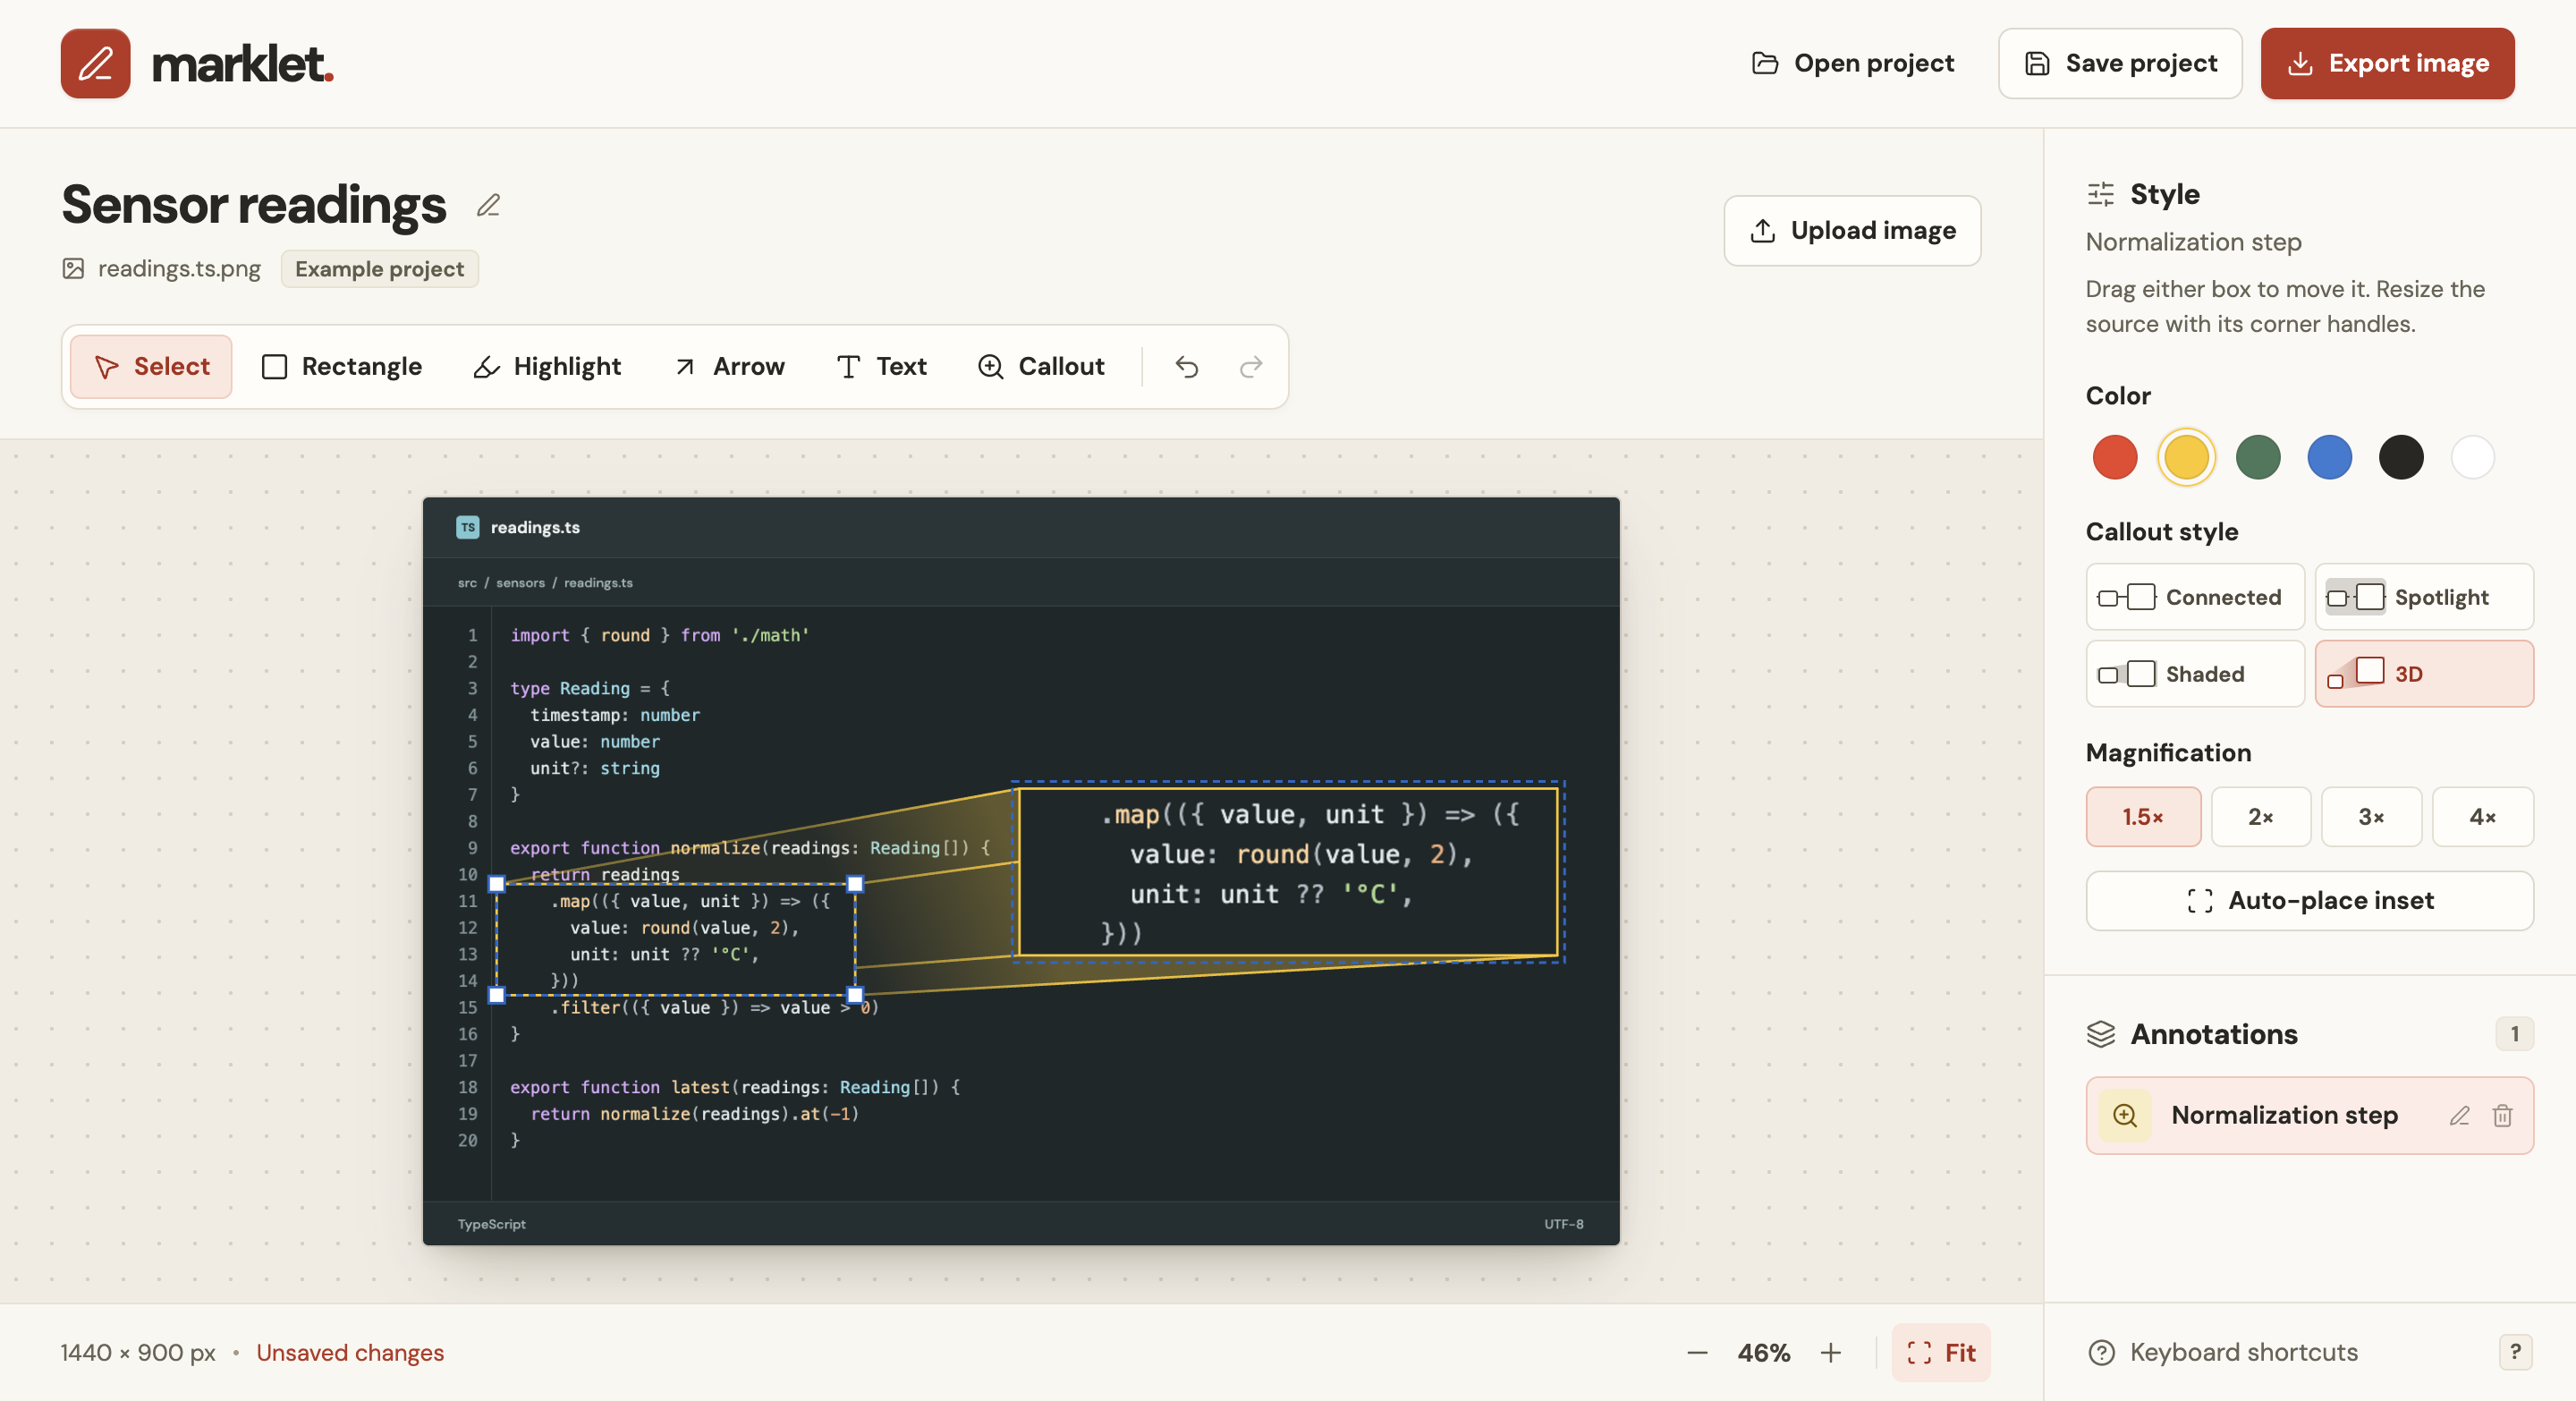 marklet.
Open project
Save project
Export image
Sensor readings
readings.ts.png
Example project
Upload image
Select
Rectangle
Highlight
Arrow
Text
Callout
TS readings.ts
src / sensors / readings.ts
1 import { round } from './math'
2
3 type Reading = {
4   timestamp: number
5   value: number
6   unit?: string
7 }
8
9 export function normalize(readings: Reading[]) {
10   return readings
11     .map(({ value, unit }) => ({
12       value: round(value, 2),
13       unit: unit ?? '°C',
14     }))
15     .filter(({ value }) => value > 0)
16 }
17
18 export function latest(readings: Reading[]) {
19   return normalize(readings).at(-1)
20 }
.map(({ value, unit }) => ({
  value: round(value, 2),
  unit: unit ?? '°C',
}))
TypeScript
UTF-8
1440 × 900 px • Unsaved changes
46%
Fit
Style
Normalization step
Drag either box to move it. Resize the
source with its corner handles.
Color
Callout style
Connected
Spotlight
Shaded
3D
Magnification
1.5×
2×
3×
4×
Auto-place inset
Annotations
1
Normalization step
Keyboard shortcuts
?